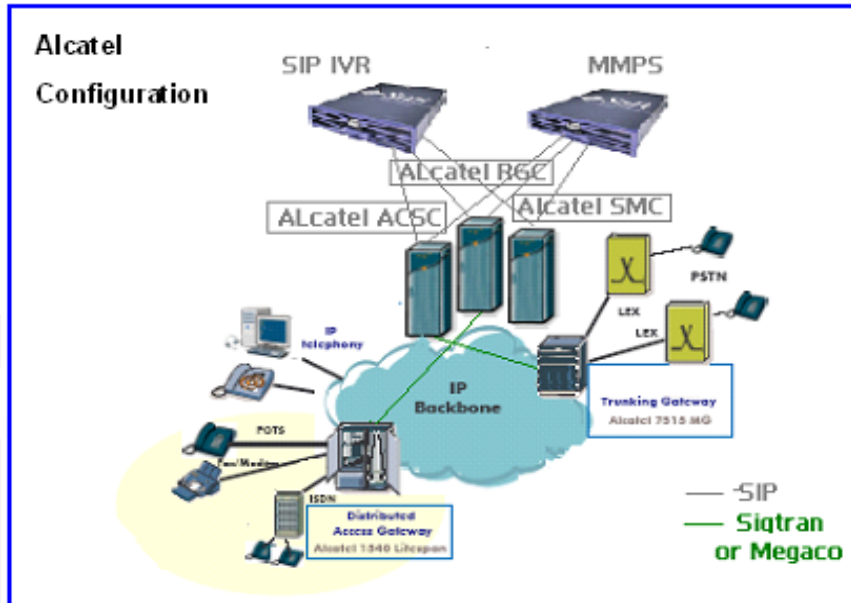 Alcatel
Configuration
SIP IVR
MMPS
ALcatel RGC
ALcatel ACSC
Alcatel SMC
PSTN
LEX
LEX
IP
telephony
IP
Backbone
Trunking Gateway
Alcatel 7515 MG
POTS
Fax/Modem
ISDN
Distributed
Access Gateway
Alcatel 1540 Litespan
SIP
Sigtran
or Megaco